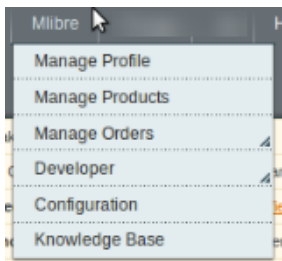 Mlibre
Manage Profile
Manage Products
Manage Orders
Developer
Configuration
Knowledge Base